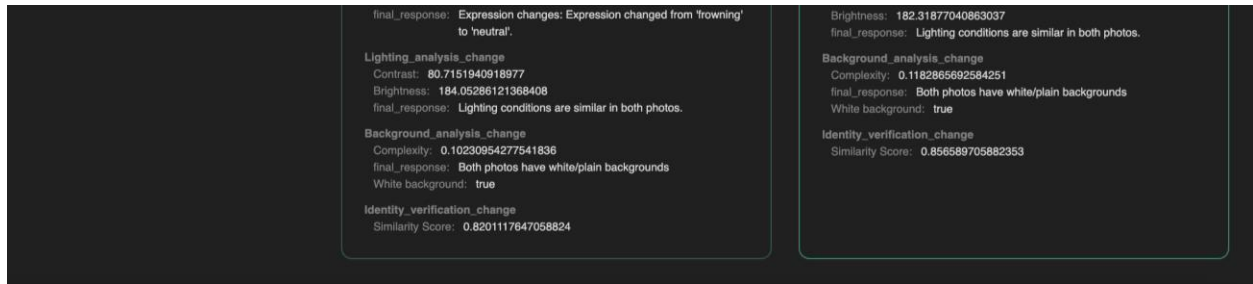 final_response: Expression changes: Expression changed from 'frowning'
to 'neutral'.
Lighting_analysis_change
Contrast: 80.7151940918977
Brightness: 184.05286121368408
final_response: Lighting conditions are similar in both photos.
Background_analysis_change
Complexity: 0.10230954277541836
final_response: Both photos have white/plain backgrounds
White background: true
Identity_verification_change
Similarity Score: 0.8201117647058824
Brightness: 182.31877040863037
final_response: Lighting conditions are similar in both photos.
Background_analysis_change
Complexity: 0.1182865692584251
final_response: Both photos have white/plain backgrounds
White background: true
Identity_verification_change
Similarity Score: 0.856589705882353